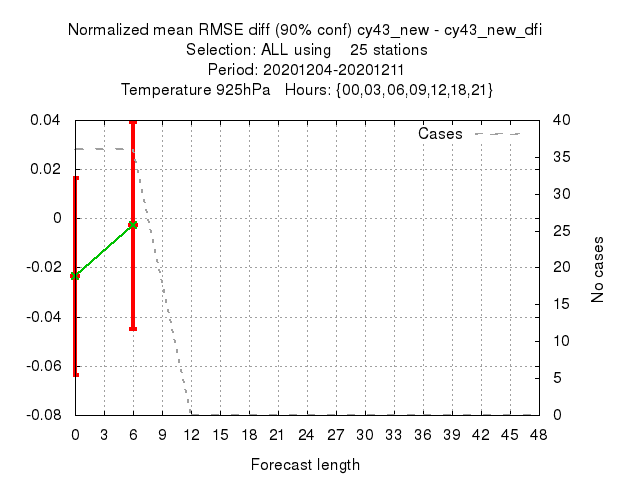 Normalized mean RMSE diff (90% conf) cy43_new - cy43_new_dfi
Selection: ALL using    25 stations
Period: 20201204-20201211
Temperature 925hPa   Hours: {00,03,06,09,12,18,21}
0.04
0.02
0
-0.02
-0.04
-0.06
-0.08
Cases
40
35
30
25
20
15
10
5
0
No cases
0 3 6 9 12 15 18 21 24 27 30 33 36 39 42 45 48
Forecast length